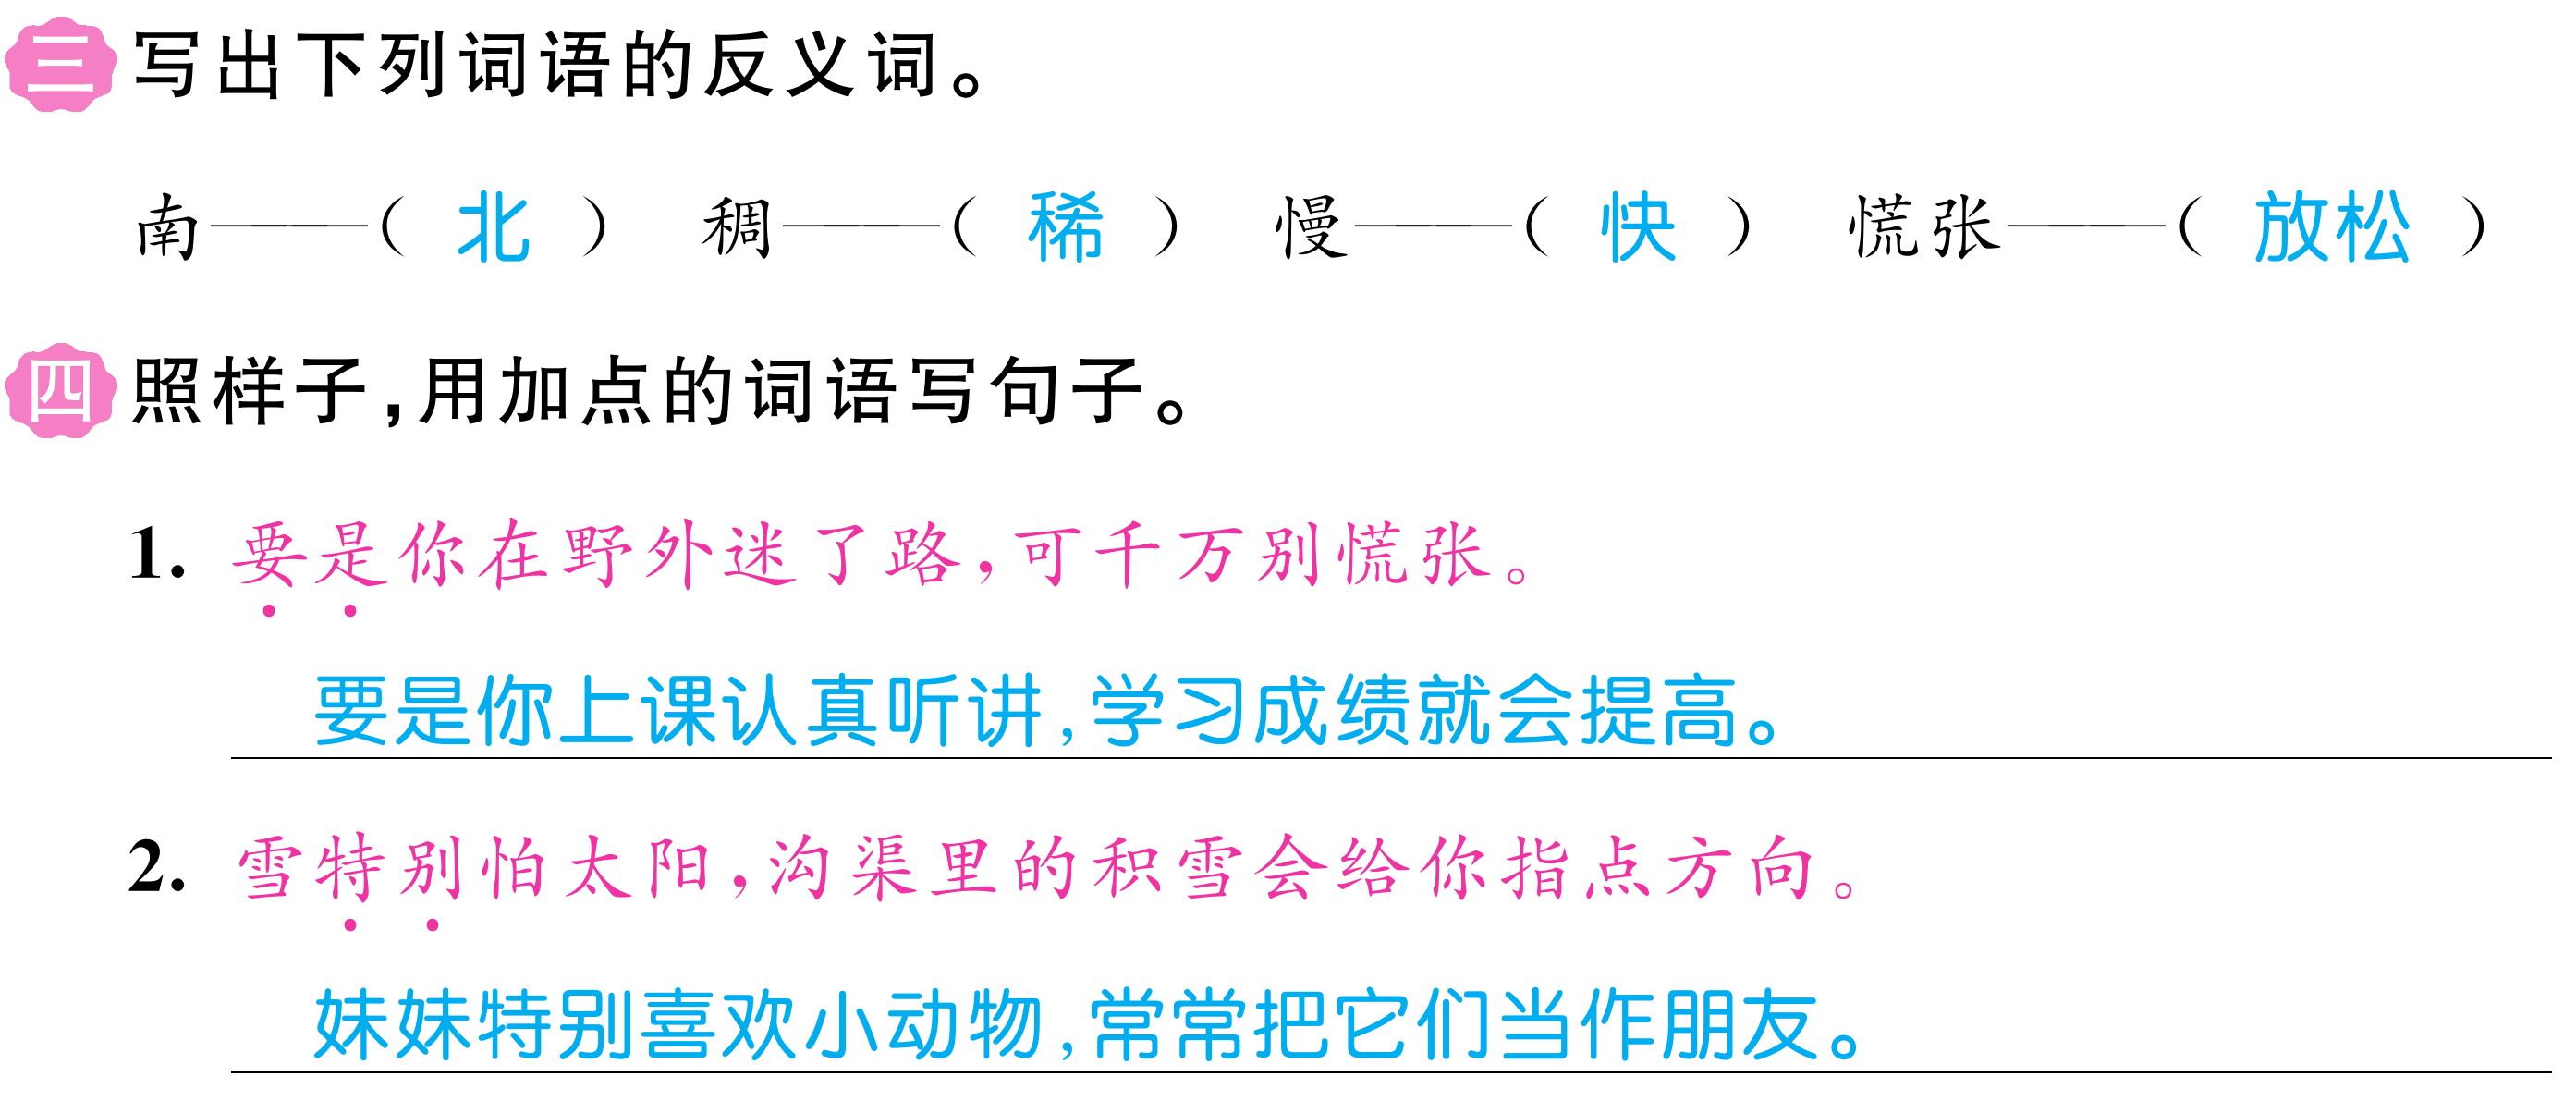 三 写出下列词语的反义词。
南——（ 北 ） 稠——（ 稀 ） 慢——（ 快 ） 慌张——（ 放松 ）
四 照样子,用加点的词语写句子。
1. 要是你在野外迷了路,可千万别慌张。
要是你上课认真听讲,学习成绩就会提高。
2. 雪特别怕太阳,沟渠里的积雪会给你指点方向。
妹妹特别喜欢小动物,常常把它们当作朋友。